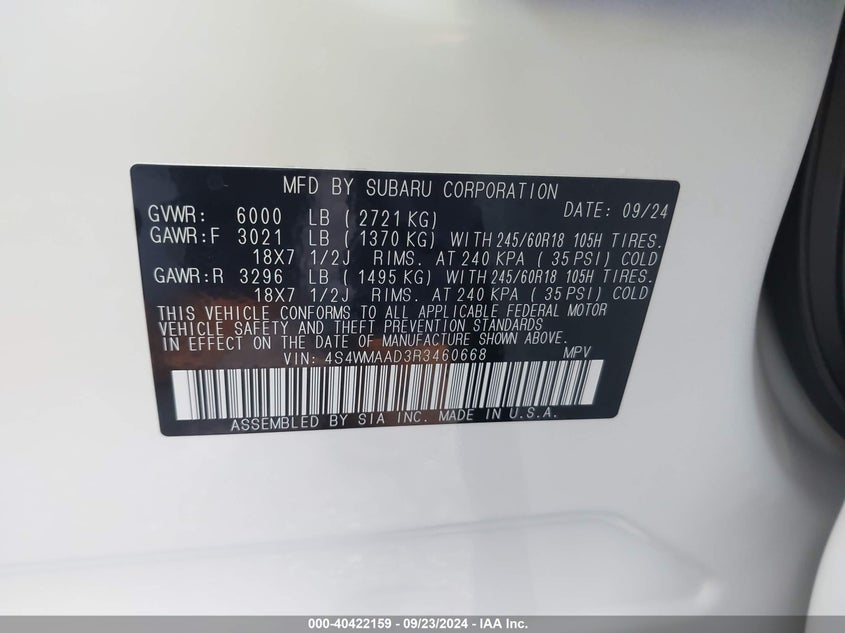 MFD BY SUBARU CORPORATION
DATE: 09/24
GVWR: 6000 LB (2721 KG)
GAWR:F 3021 LB (1370 KG) WITH 245/60R18 105H TIRES.
18X7 1/2J RIMS. AT 240 KPA (35 PSI) COLD
GAWR:R 3296 LB (1495 KG) WITH 245/60R18 105H TIRES.
18X7 1/2J RIMS. AT 240 KPA (35 PSI) COLD
THIS VEHICLE CONFORMS TO ALL APPLICABLE FEDERAL MOTOR
VEHICLE SAFETY AND THEFT PREVENTION STANDARDS
IN EFFECT ON THE DATE OF MANUFACTURE SHOWN ABOVE.
VIN: 4S4WMAAD3R3460668 MPV
ASSEMBLED BY SIA INC. MADE IN U.S.A.
000-40422159 - 09/23/2024 - IAA Inc.